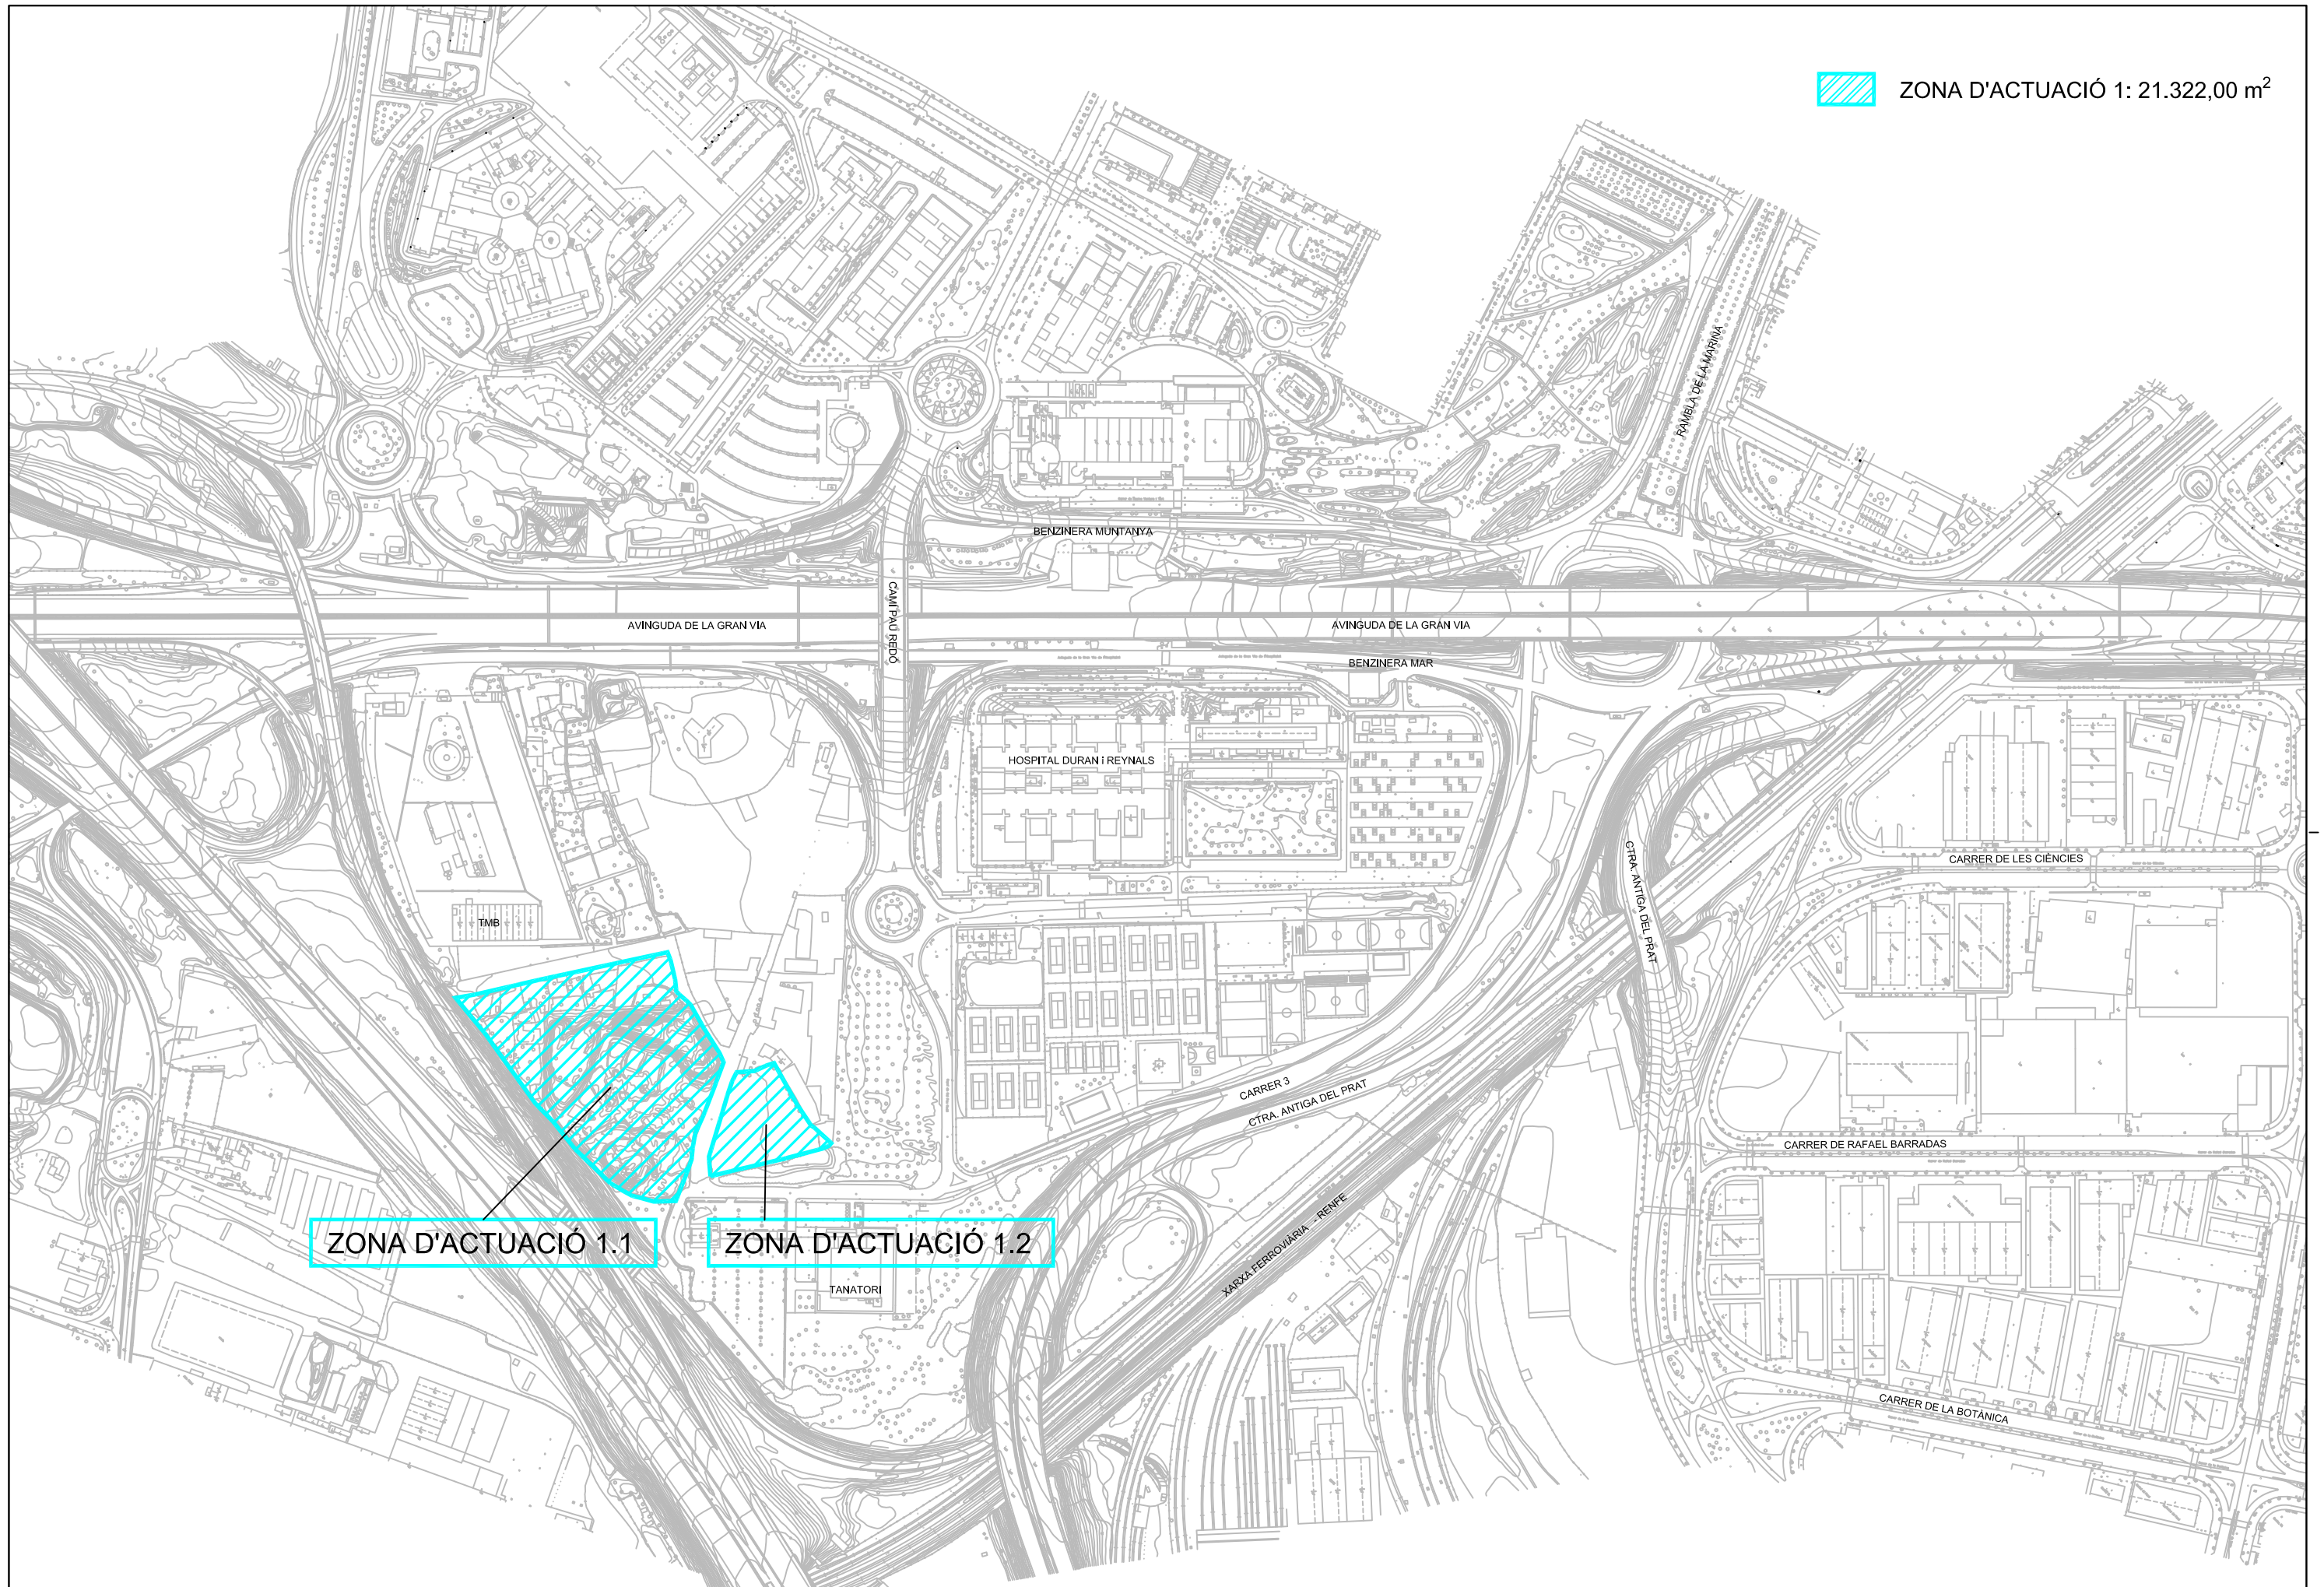 ZONA D'ACTUACIÓ 1: 21.322,00 m²
RAMBLA DE LA MARINA
BENZINERA MUNTANYA
CAMÍ PAU REDÓ
AVINGUDA DE LA GRAN VIA
AVINGUDA DE LA GRAN VIA
BENZINERA MAR
HOSPITAL DURAN i REYNALS
CTRA. ANTIGA DEL PRAT
CARRER DE LES CIÈNCIES
TMB
CARRER 3
CTRA. ANTIGA DEL PRAT
CARRER DE RAFAEL BARRADAS
XARXA FERROVIÀRIA - RENFE
ZONA D'ACTUACIÓ 1.1
ZONA D'ACTUACIÓ 1.2
TANATORI
CARRER DE LA BOTÀNICA